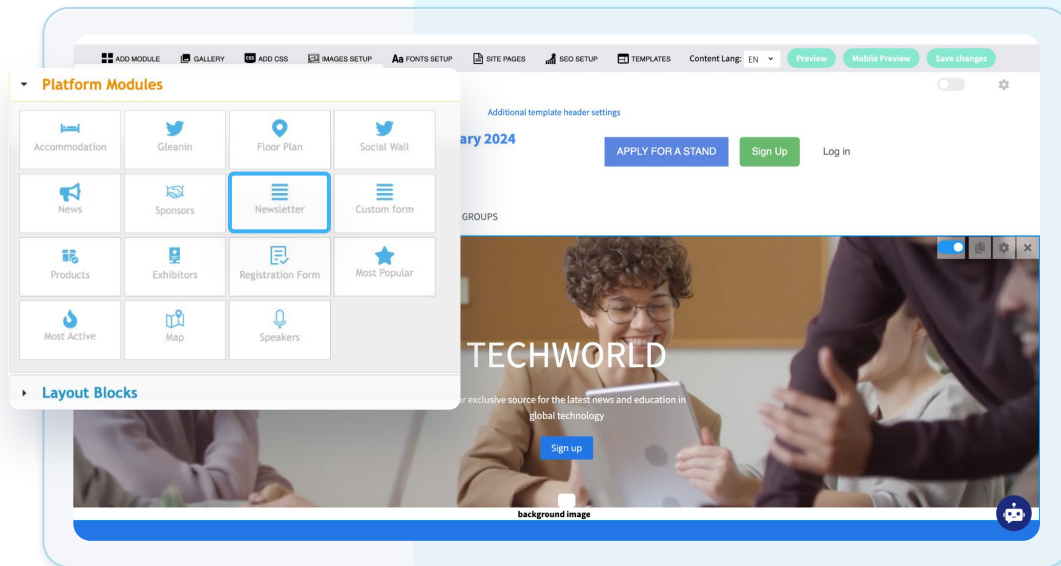 ADD MODULE GALLERY CSS ADD CSS IMAGES SETUP Aa FONTS SETUP SITE PAGES SEO SETUP TEMPLATES Content Lang: EN Preview Mobile Preview Save changes
Platform Modules
Accommodation Gleanin Floor Plan Social Wall
News Sponsors Newsletter Custom form
Products Exhibitors Registration Form Most Popular
Most Active Map Speakers
Layout Blocks
Additional template header settings
ary 2024
APPLY FOR A STAND Sign Up Log in
GROUPS
TECHWORLD
r exclusive source for the latest news and education in
global technology
Sign up
background image